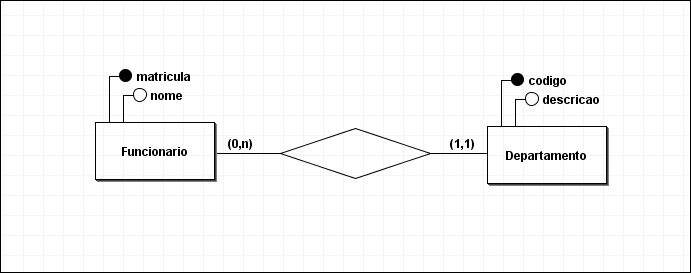 matricula
nome
Funcionario
(0,n)
(1,1)
codigo
descricao
Departamento